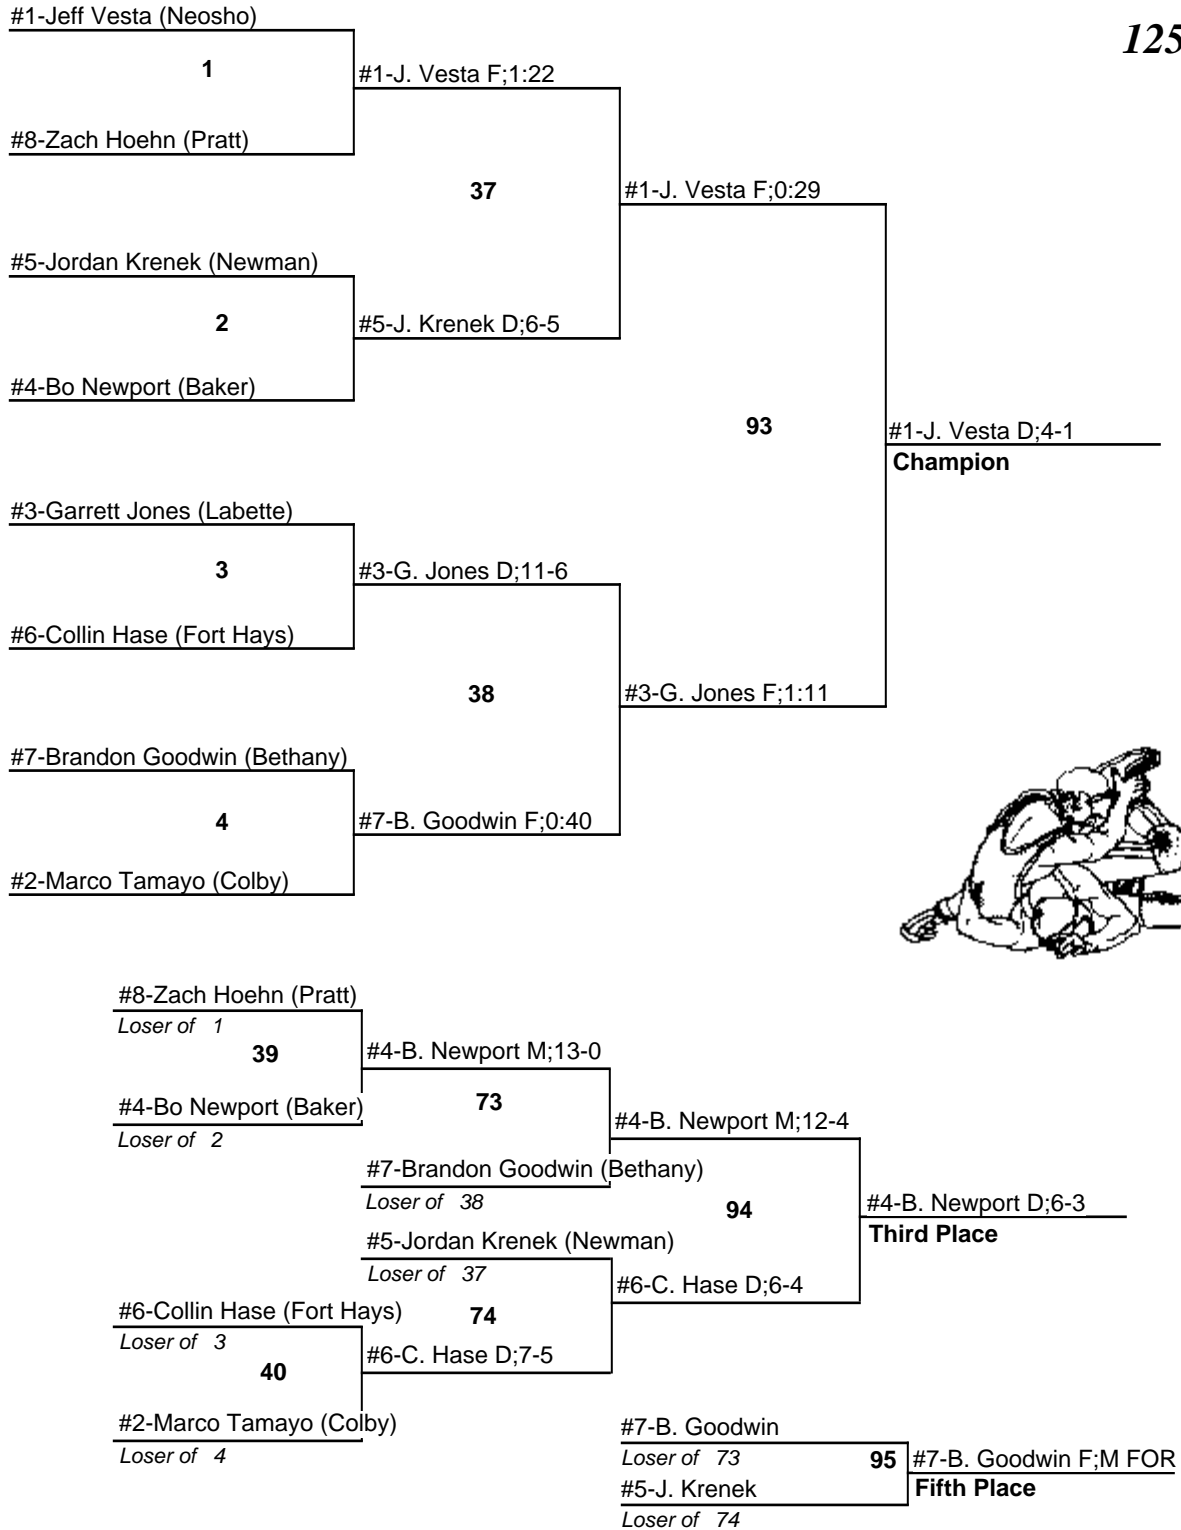 #1-Jeff Vesta (Neosho)
125
1
#1-J. Vesta F;1:22
#8-Zach Hoehn (Pratt)
37
#1-J. Vesta F;0:29
#5-Jordan Krenek (Newman)
2
#5-J. Krenek D;6-5
#4-Bo Newport (Baker)
93
#1-J. Vesta D;4-1
Champion
#3-Garrett Jones (Labette)
3
#3-G. Jones D;11-6
#6-Collin Hase (Fort Hays)
38
#3-G. Jones F;1:11
#7-Brandon Goodwin (Bethany)
4
#7-B. Goodwin F;0:40
#2-Marco Tamayo (Colby)
#8-Zach Hoehn (Pratt)
Loser of 1
39
#4-B. Newport M;13-0
#4-Bo Newport (Baker)
Loser of 2
73
#4-B. Newport M;12-4
#7-Brandon Goodwin (Bethany)
Loser of 38
94
#4-B. Newport D;6-3
Third Place
#5-Jordan Krenek (Newman)
Loser of 37
#6-C. Hase D;6-4
#6-Collin Hase (Fort Hays)
Loser of 3
74
40
#6-C. Hase D;7-5
#2-Marco Tamayo (Colby)
Loser of 4
#7-B. Goodwin
Loser of 73
95
#7-B. Goodwin F;M FOR
Fifth Place
#5-J. Krenek
Loser of 74